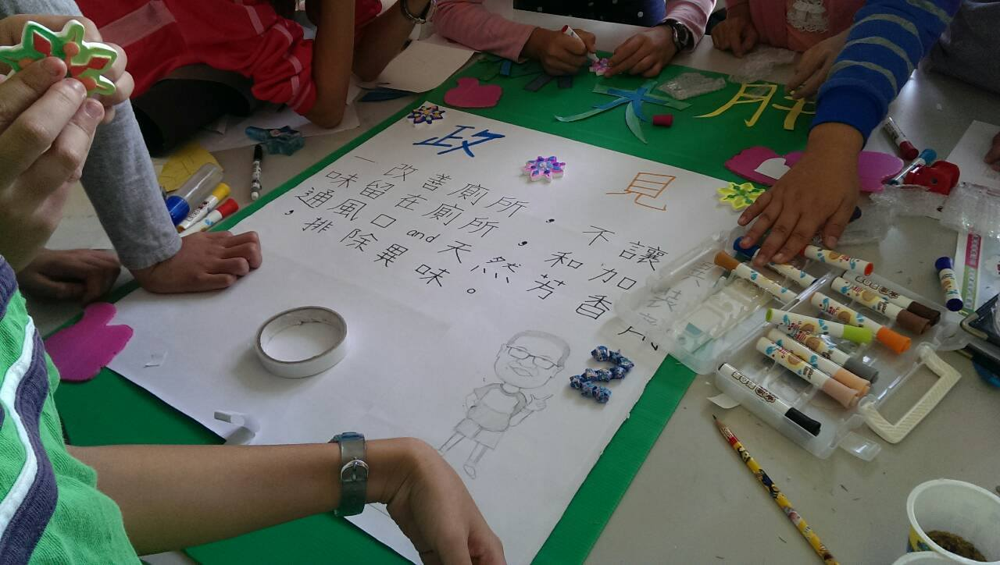 大
政見
一改善廁所，不讓
味留在廁所，和加
通風口and天然芳香
，排除異味。